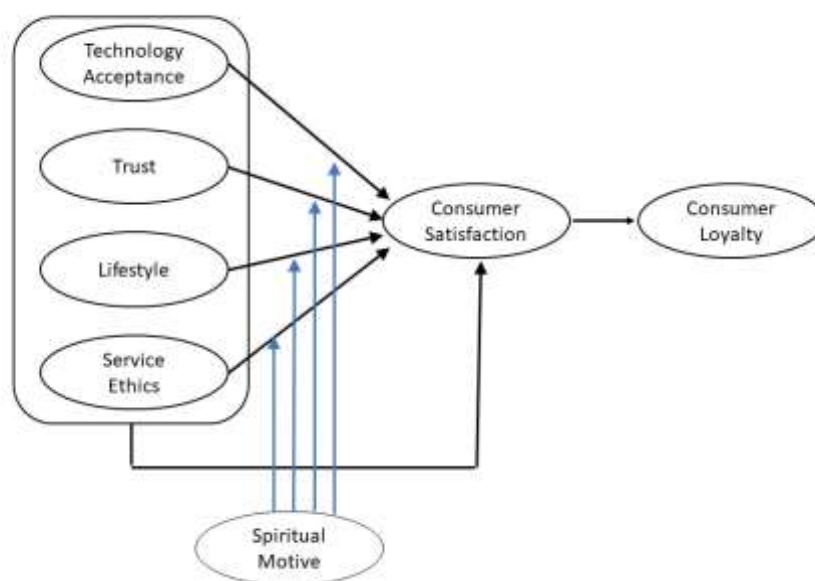 Technology
Acceptance
Trust
Lifestyle
Service
Ethics
Consumer
Satisfaction
Consumer
Loyalty
Spiritual
Motive